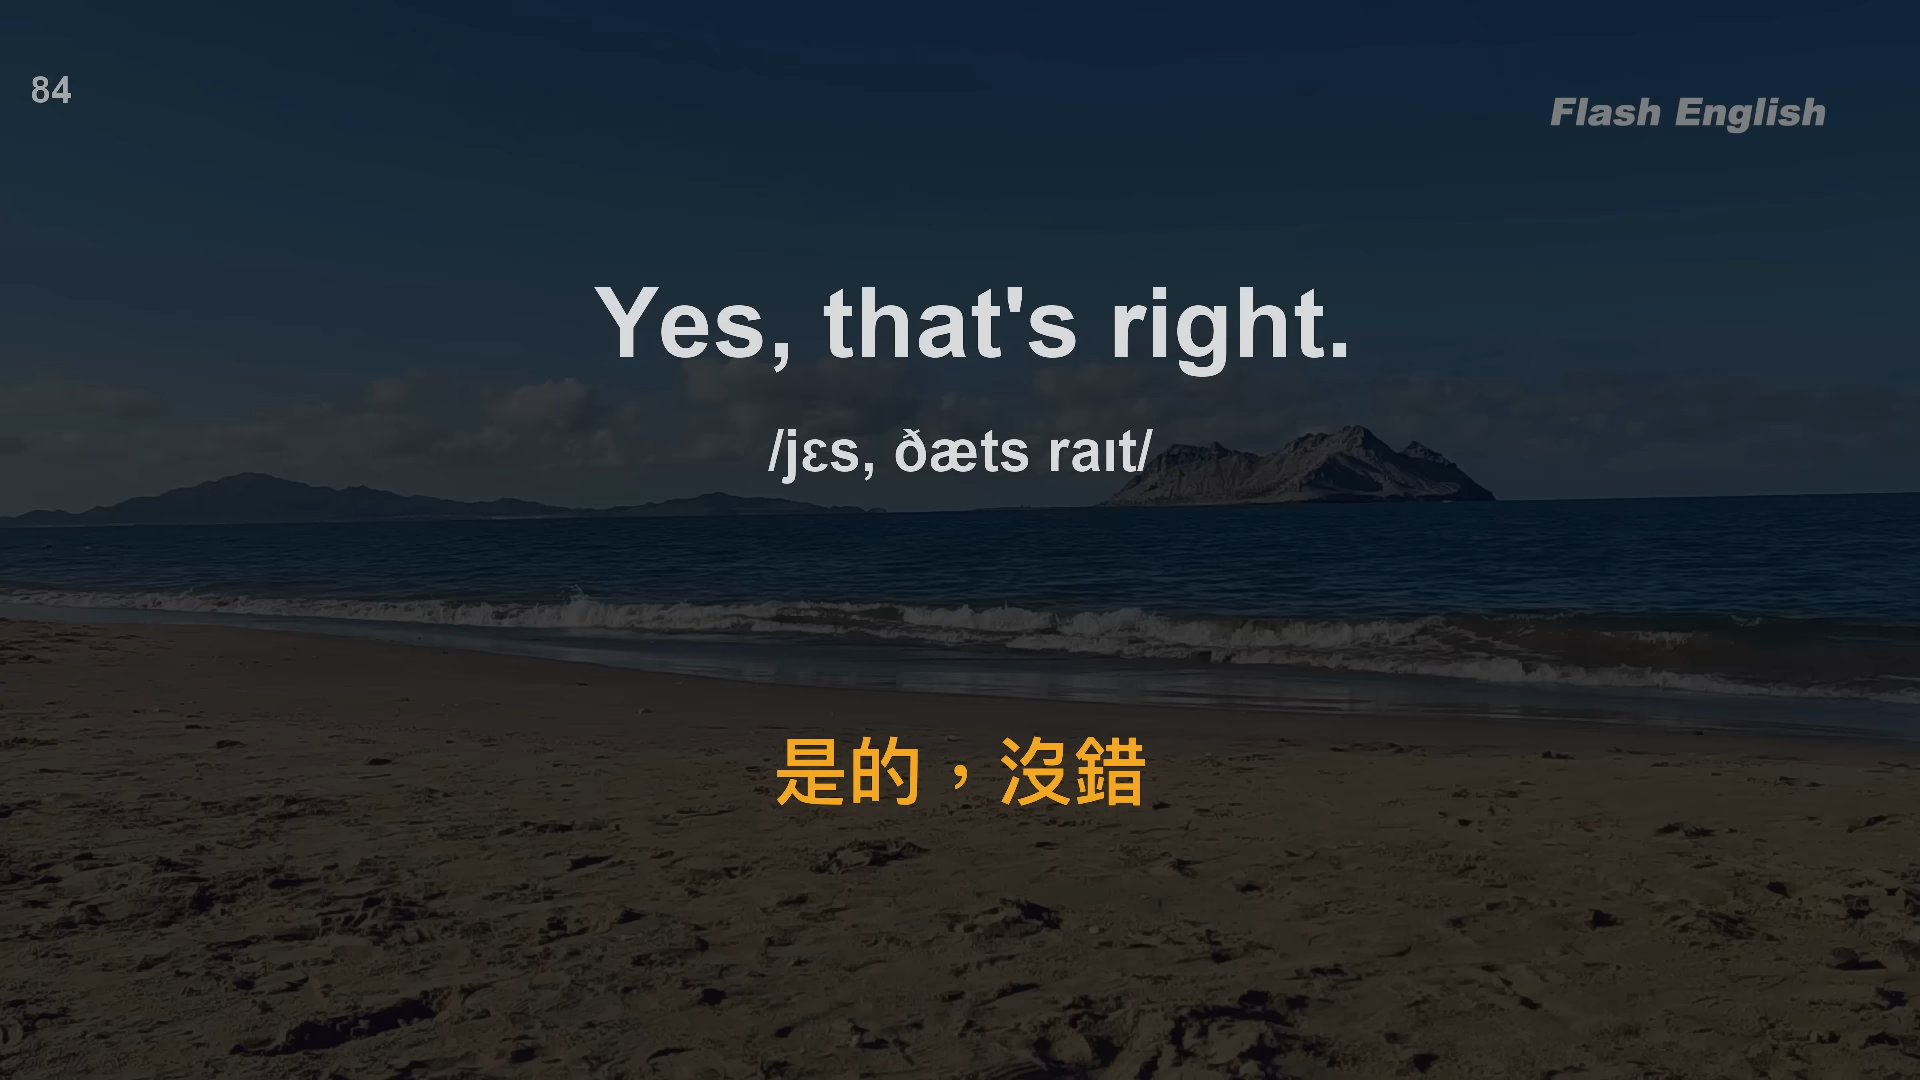 84
Flash English
Yes, that's right.
/jɛs, ðæts raɪt/
是的，沒錯